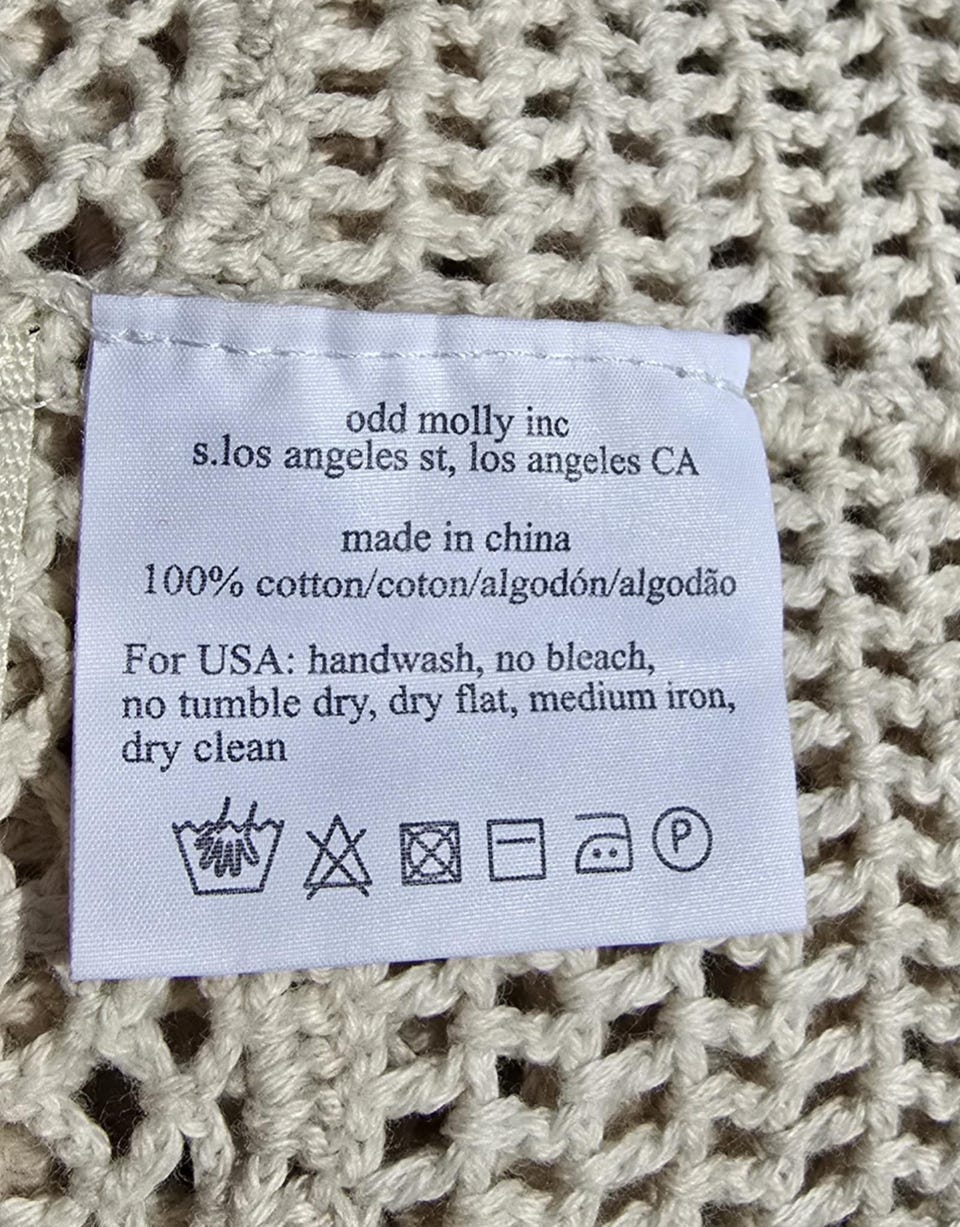 odd molly inc
s.los angeles st, los angeles CA
made in china
100% cotton/coton/algodón/algodão
For USA: handwash, no bleach,
no tumble dry, dry flat, medium iron,
dry clean
P